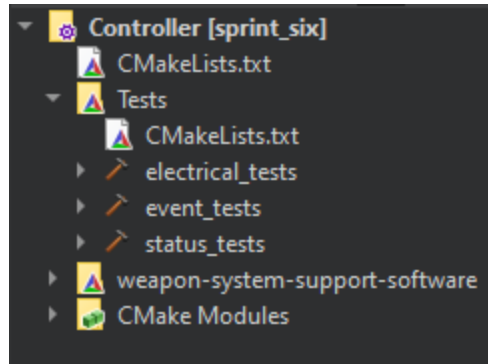 Controller [sprint_six]
CMakeLists.txt
Tests
CMakeLists.txt
electrical_tests
event_tests
status_tests
weapon-system-support-software
CMake Modules